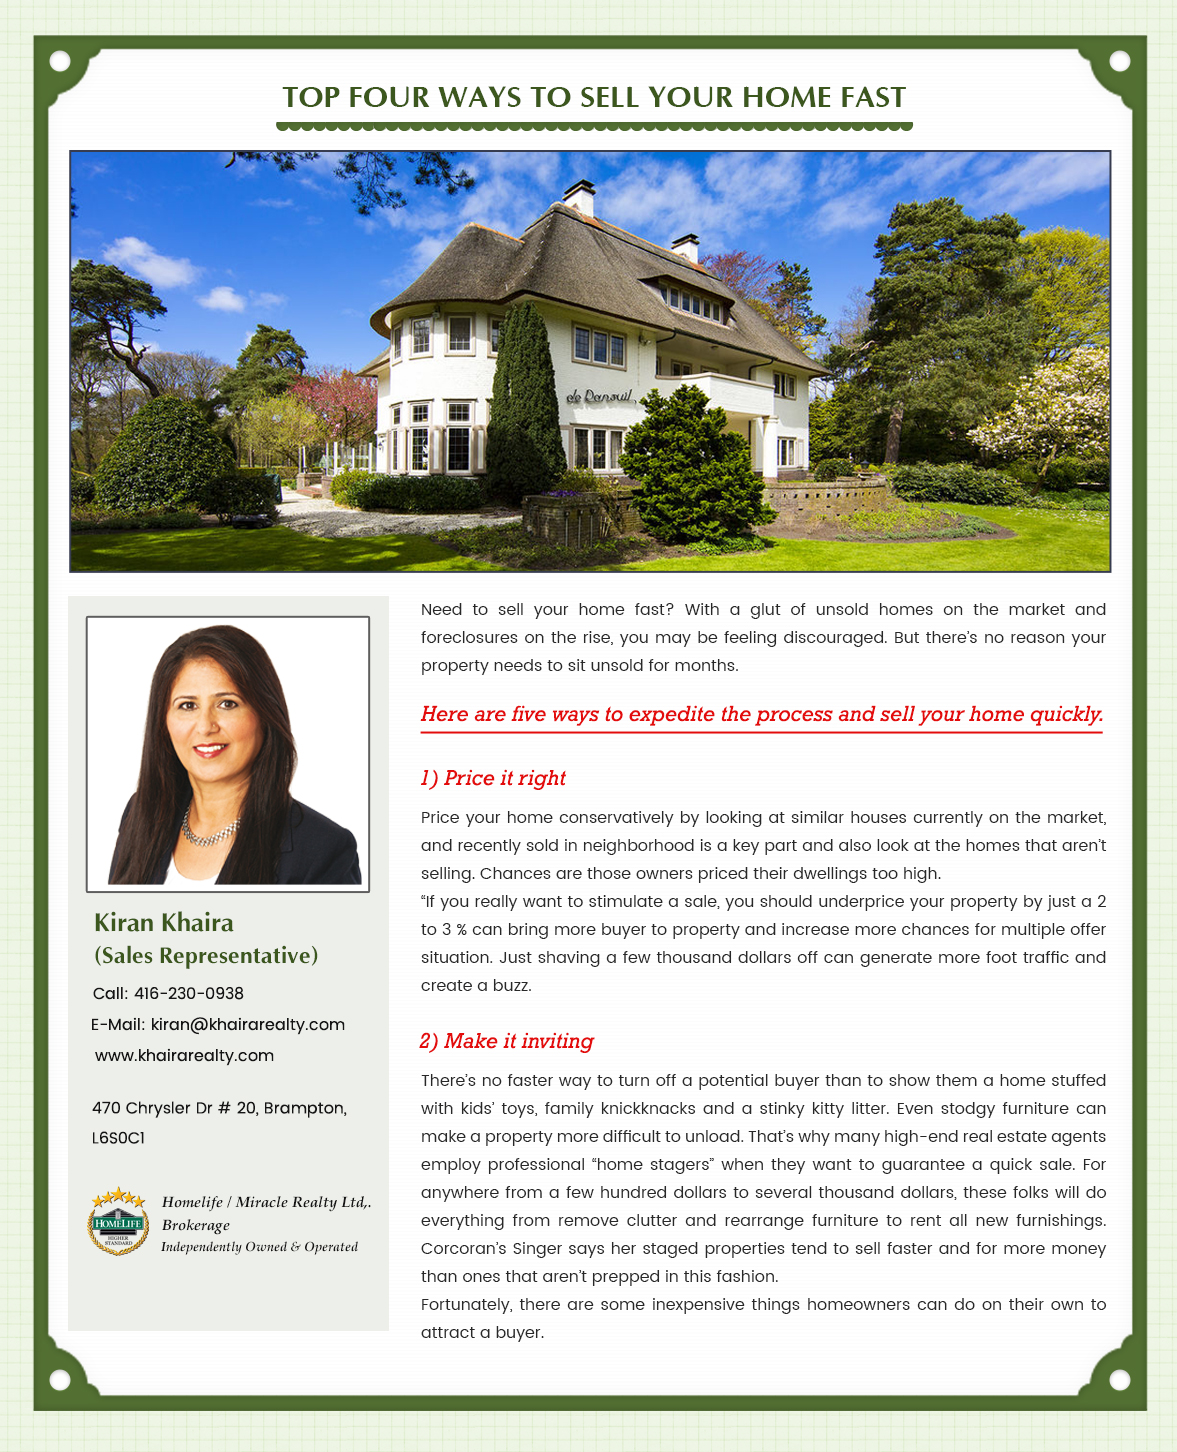 TOP FOUR WAYS TO SELL YOUR HOME FAST
de Danouil
Need to sell your home fast? With a glut of unsold homes on the market and
foreclosures on the rise, you may be feeling discouraged. But there's no reason your
property needs to sit unsold for months.
Here are five ways to expedite the process and sell your home quickly.
1) Price it right
Price your home conservatively by looking at similar houses currently on the market,
and recently sold in neighborhood is a key part and also look at the homes that aren't
selling. Chances are those owners priced their dwellings too high.
“If you really want to stimulate a sale, you should underprice your property by just a 2
to 3 % can bring more buyer to property and increase more chances for multiple offer
situation. Just shaving a few thousand dollars off can generate more foot traffic and
create a buzz.
2) Make it inviting
There's no faster way to turn off a potential buyer than to show them a home stuffed
with kids' toys, family knickknacks and a stinky kitty litter. Even stodgy furniture can
make a property more difficult to unload. That's why many high-end real estate agents
employ professional “home stagers” when they want to guarantee a quick sale. For
anywhere from a few hundred dollars to several thousand dollars, these folks will do
everything from remove clutter and rearrange furniture to rent all new furnishings.
Corcoran's Singer says her staged properties tend to sell faster and for more money
than ones that aren't prepped in this fashion.
Fortunately, there are some inexpensive things homeowners can do on their own to
attract a buyer.
Kiran Khaira
(Sales Representative)
Call: 416-230-0938
E-Mail: kiran@khairarealty.com
www.khairarealty.com
470 Chrysler Dr # 20, Brampton,
L6S0C1
HOMELIFE
HIGHER
STANDARD
Homelife / Miracle Realty Ltd,.
Brokerage
Independently Owned & Operated